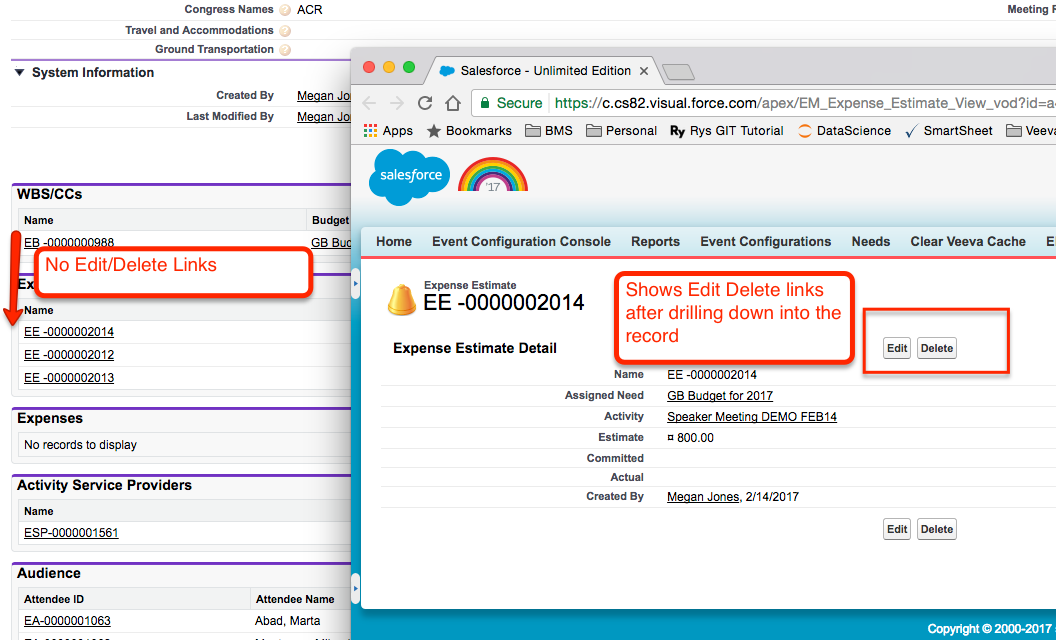 Congress Names ACR
Meeting
Travel and Accommodations
Ground Transportation
System Information
Created By Megan Jo
Last Modified By Megan Jo
WBS/CCs
Name Budget
EB -0000000988 GB Bud
No Edit/Delete Links
Ex
Name
EE -0000002014
EE -0000002012
EE -0000002013
Expenses
No records to display
Activity Service Providers
Name
ESP-0000001561
Audience
Attendee ID Attendee Name
EA-0000001063 Abad, Marta
Salesforce - Unlimited Edition
Secure https://c.cs82.visual.force.com/apex/EM_Expense_Estimate_View_vod?id=a
Apps Bookmarks BMS Personal Ry Rys GIT Tutorial DataScience SmartSheet Veeva
salesforce '17
Home Event Configuration Console Reports Event Configurations Needs Clear Veeva Cache E
Expense Estimate
EE -0000002014
Shows Edit Delete links
after drilling down into the
record
Expense Estimate Detail Edit Delete
Name EE -0000002014
Assigned Need GB Budget for 2017
Activity Speaker Meeting DEMO FEB14
Estimate ¤ 800.00
Committed
Actual
Created By Megan Jones, 2/14/2017
Edit Delete
Copyright © 2000-2017